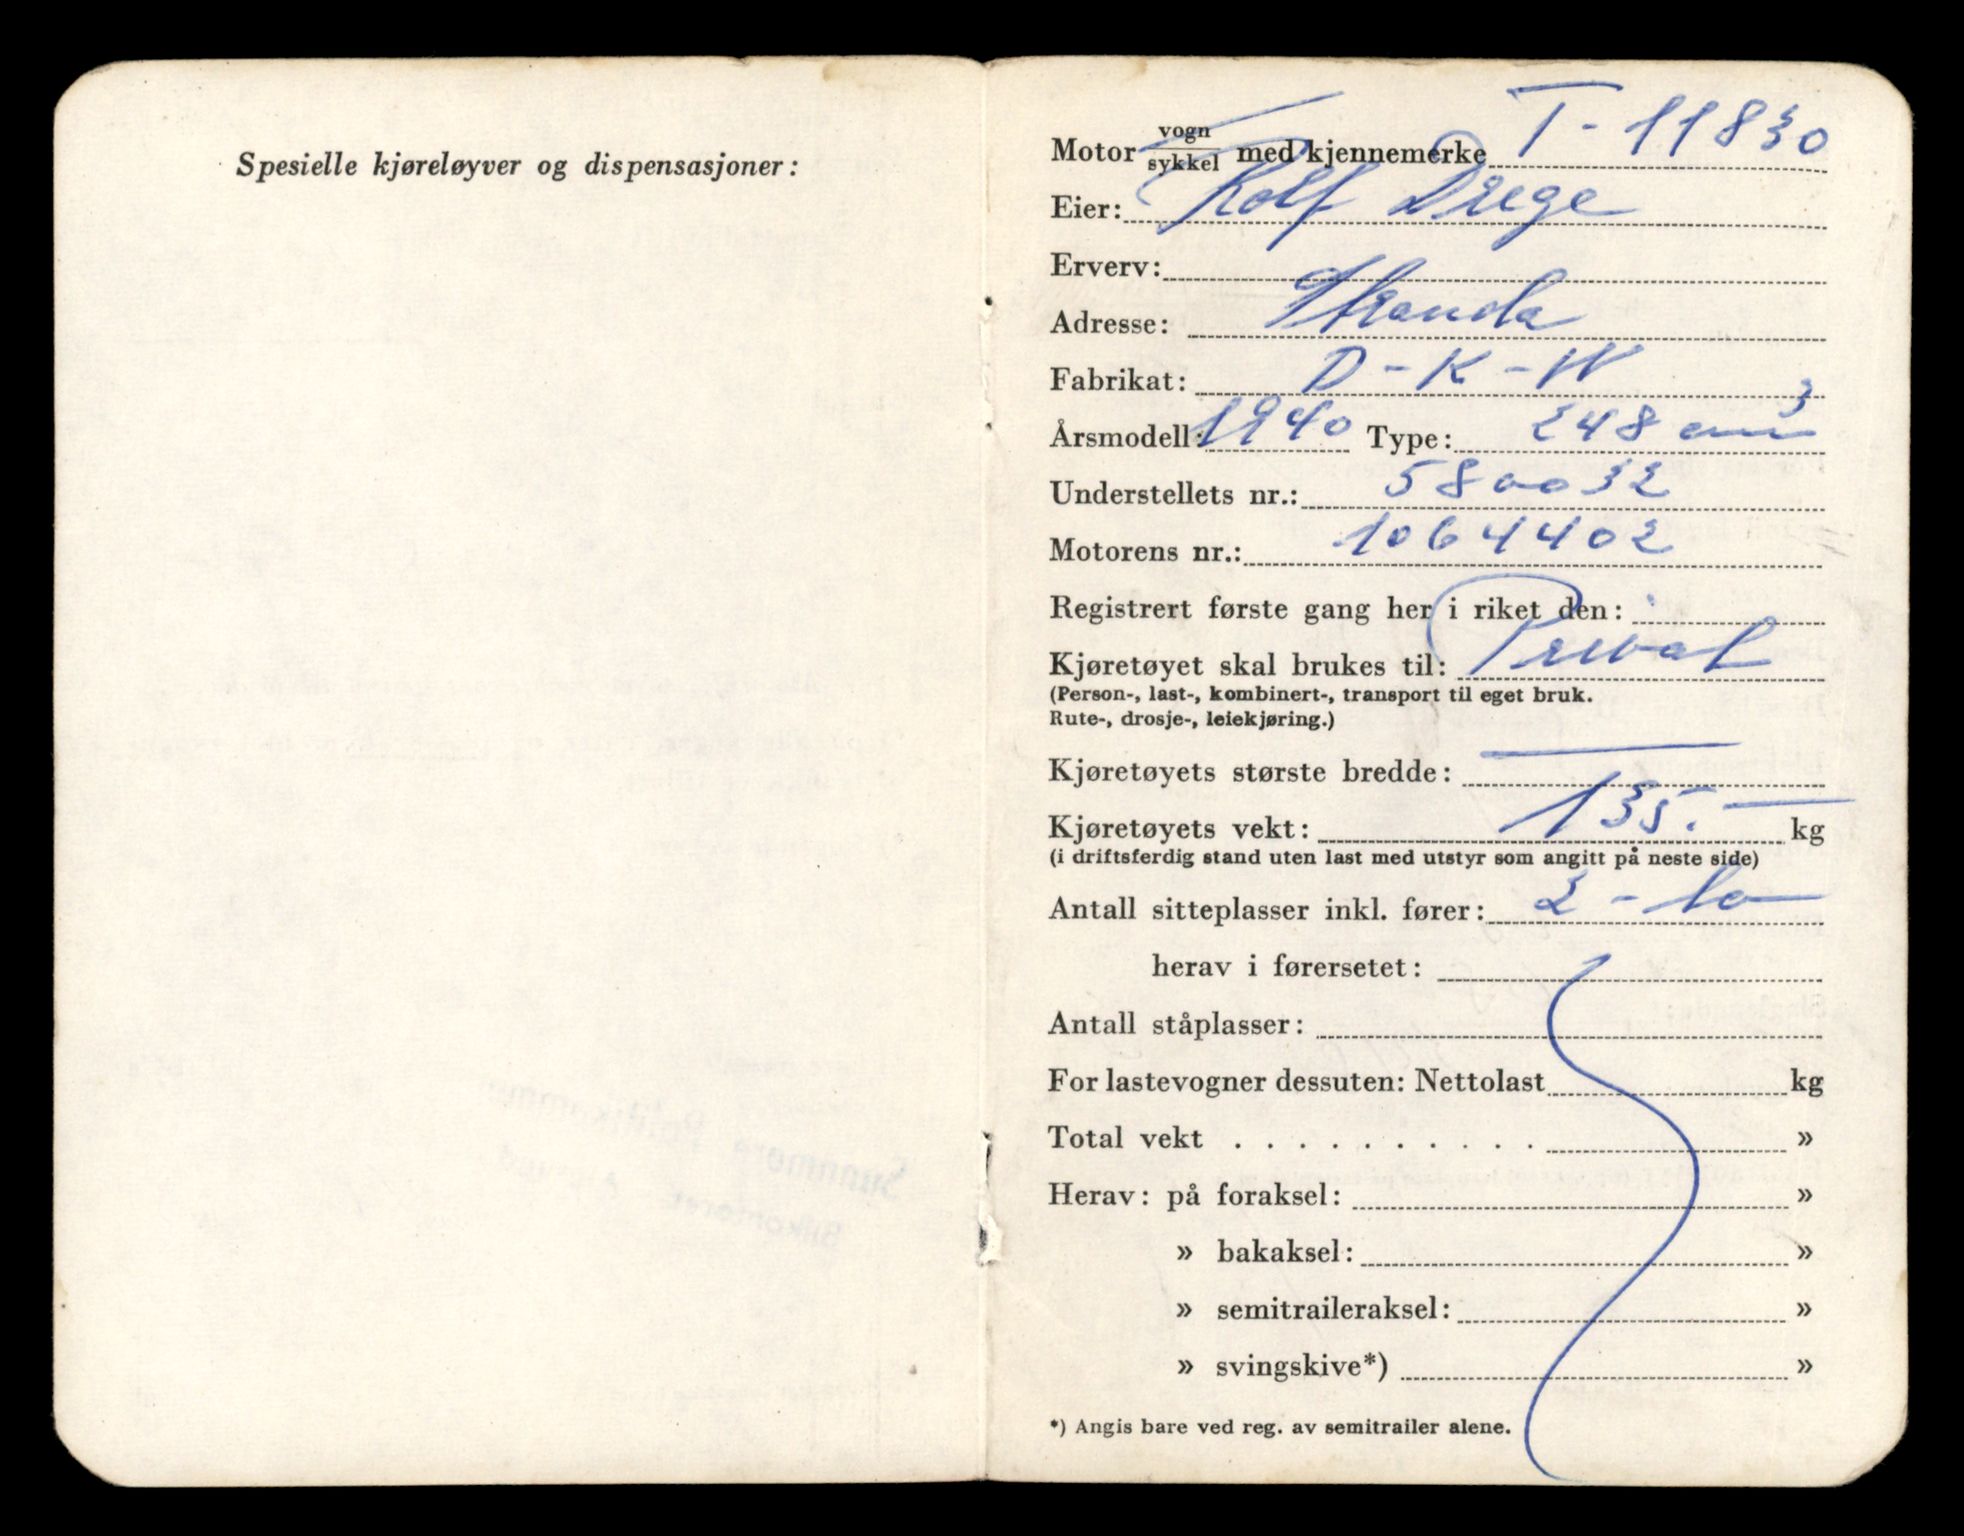 Spesielle kjøreløyver og dispensasjoner:
Motor vogn/sykkel med kjennemerke T-11830
Eier: Rolf Drege
Erverv:
Adresse: Stranda
Fabrikat: D-K-W
Årsmodell: 1940 Type: 248 cm³
Understellets nr.: 580032
Motorens nr.: 1064402
Registrert første gang her i riket den:
Kjøretøyet skal brukes til: Privat
(Person-, last-, kombinert-, transport til eget bruk.
Rute-, drosje-, leiekjøring.)
Kjøretøyets største bredde: —
Kjøretøyets vekt: 135.— kg
(i driftsferdig stand uten last med utstyr som angitt på neste side)
Antall sitteplasser inkl. fører: 2 - to
herav i førersetet:
Antall ståplasser:
For lastevogner dessuten: Nettolast kg
Total vekt . . . . . . . . . . »
Herav: på foraksel: »
» bakaksel: »
» semitraileraksel: »
» svingskive*) »
*) Angis bare ved reg. av semitrailer alene.